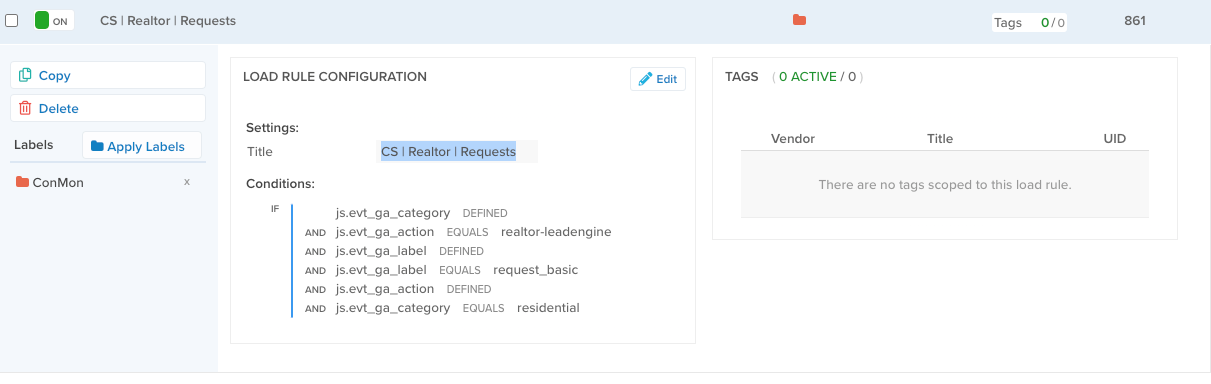 ON CS | Realtor | Requests Tags 0 / 0 861
Copy
Delete
Labels Apply Labels
ConMon x
LOAD RULE CONFIGURATION Edit
Settings:
Title CS | Realtor | Requests
Conditions:
IF js.evt_ga_category DEFINED
AND js.evt_ga_action EQUALS realtor-leadengine
AND js.evt_ga_label DEFINED
AND js.evt_ga_label EQUALS request_basic
AND js.evt_ga_action DEFINED
AND js.evt_ga_category EQUALS residential
TAGS ( 0 ACTIVE / 0 )
Vendor Title UID
There are no tags scoped to this load rule.